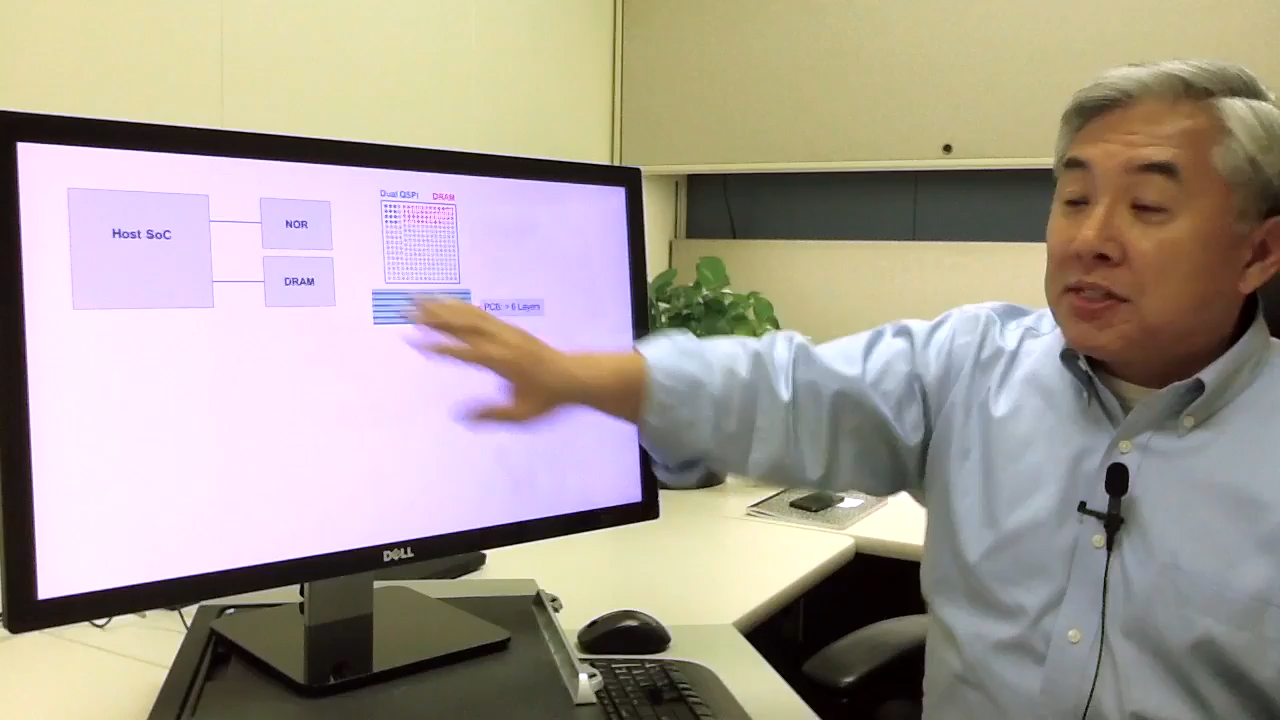 Host SoC
NOR
DRAM
Dual QSPI DRAM
PCB: > 6 Layers
DELL